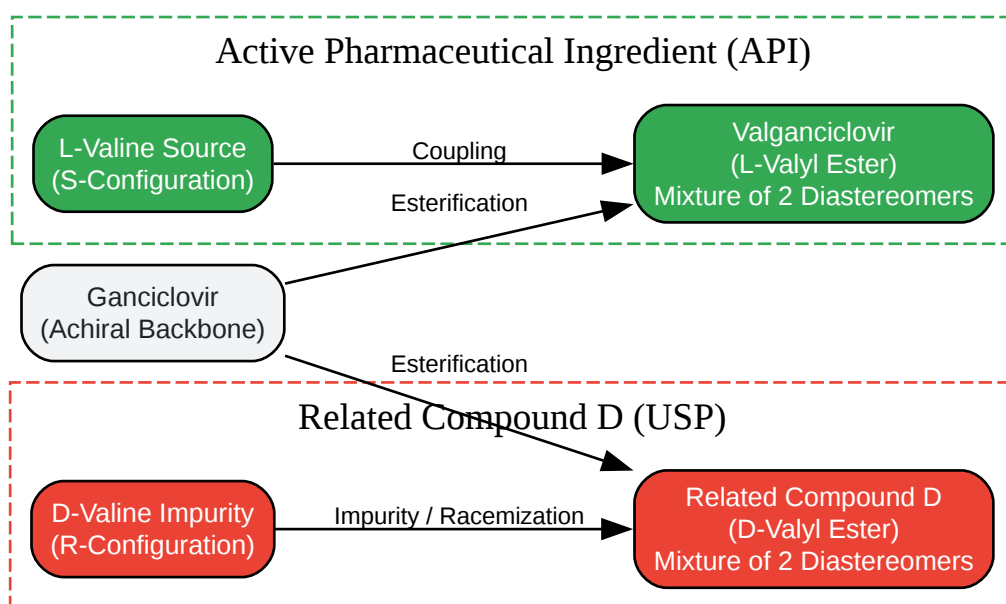 Active Pharmaceutical Ingredient (API)
L-Valine Source
(S-Configuration)
Coupling
Valganciclovir
(L-Valyl Ester)
Mixture of 2 Diastereomers
Esterification
Ganciclovir
(Achiral Backbone)
Esterification
Related Compound D (USP)
D-Valine Impurity
(R-Configuration)
Impurity / Racemization
Related Compound D
(D-Valyl Ester)
Mixture of 2 Diastereomers